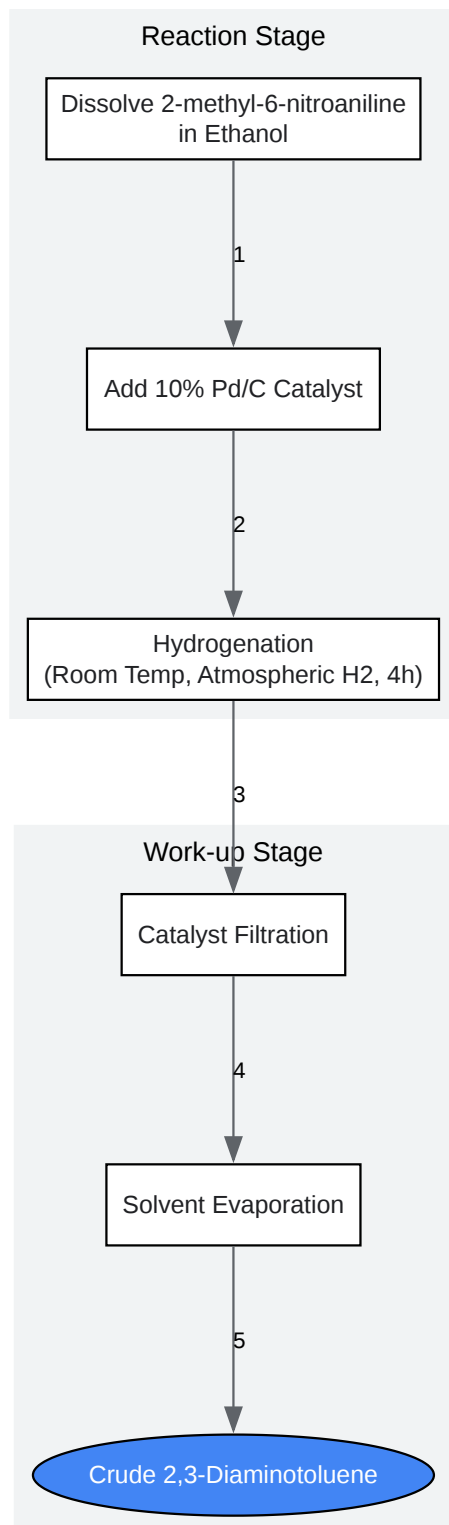 Reaction Stage
Dissolve 2-methyl-6-nitroaniline
in Ethanol
1
Add 10% Pd/C Catalyst
2
Hydrogenation
(Room Temp, Atmospheric H2, 4h)
3
Work-up Stage
Catalyst Filtration
4
Solvent Evaporation
5
Crude 2,3-Diaminotoluene